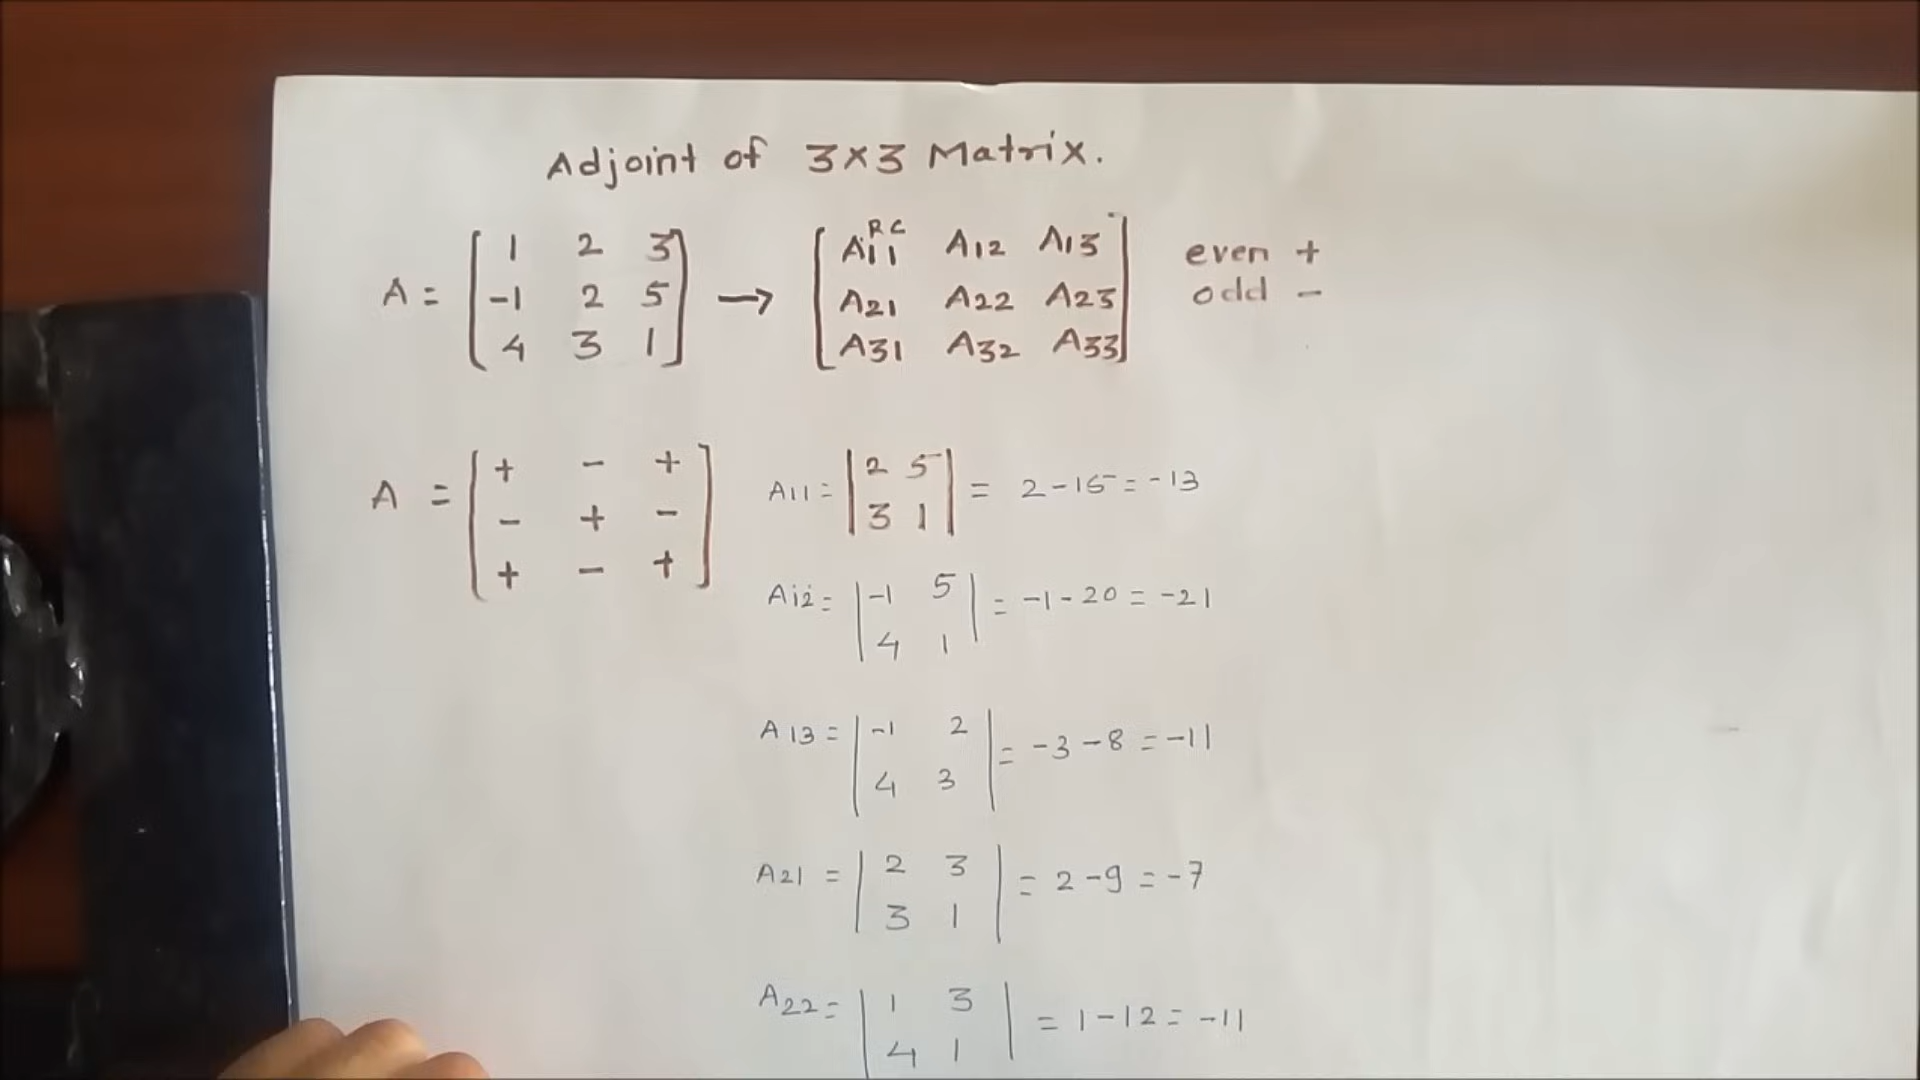 Adjoint of 3x3 Matrix.
A = [1 2 3] → [A11 RC A12 A13] even +
[-1 2 5] [A21 A22 A23] odd -
[4 3 1] [A31 A32 A33]
A = [+ - +]
[- + -]
[+ - +]
A11 = |2 5| = 2-15 = -13
|3 1|
A12 = |-1 5| = -1-20 = -21
|4 1|
A13 = |-1 2| = -3-8 = -11
|4 3|
A21 = |2 3| = 2-9 = -7
|3 1|
A22 = |1 3| = 1-12 = -11
|4 1|